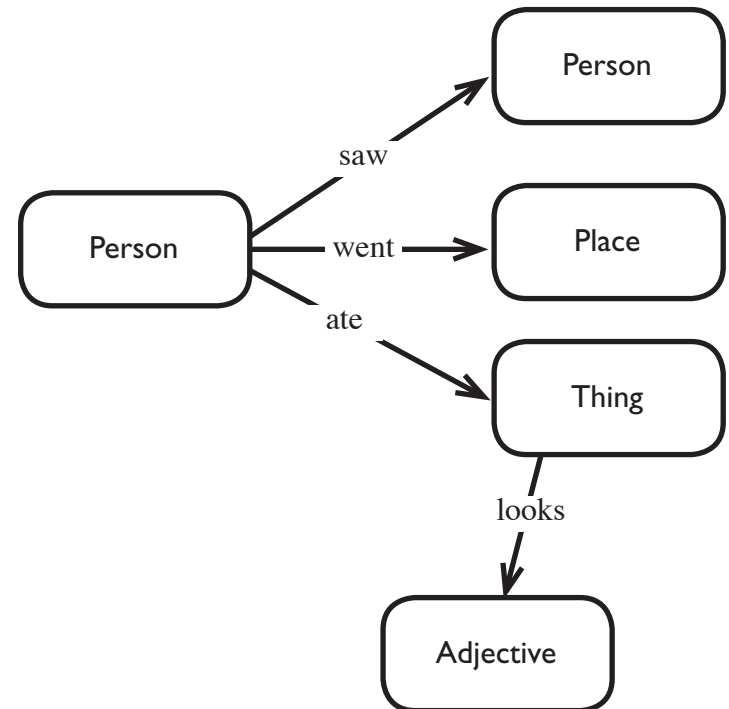 Person
saw
Person
went
Place
ate
Thing
looks
Adjective